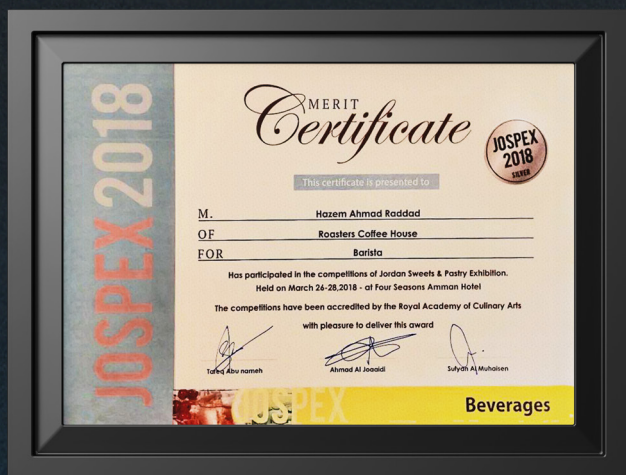 JOSPEX 2018
MERIT
Certificate
JOSPEX
2018
SILVER
This certificate is presented to
M. Hazem Ahmad Raddad
OF Roasters Coffee House
FOR Barista
Has participated in the competitions of Jordan Sweets & Pastry Exhibition.
Held on March 26-28,2018 - at Four Seasons Amman Hotel
The competitions have been accredited by the Royal Academy of Culinary Arts
with pleasure to deliver this award
Tareq Abu nameh
Ahmad Al Joaaidi
Sufyan Al Muhaisen
JOSPEX
Beverages